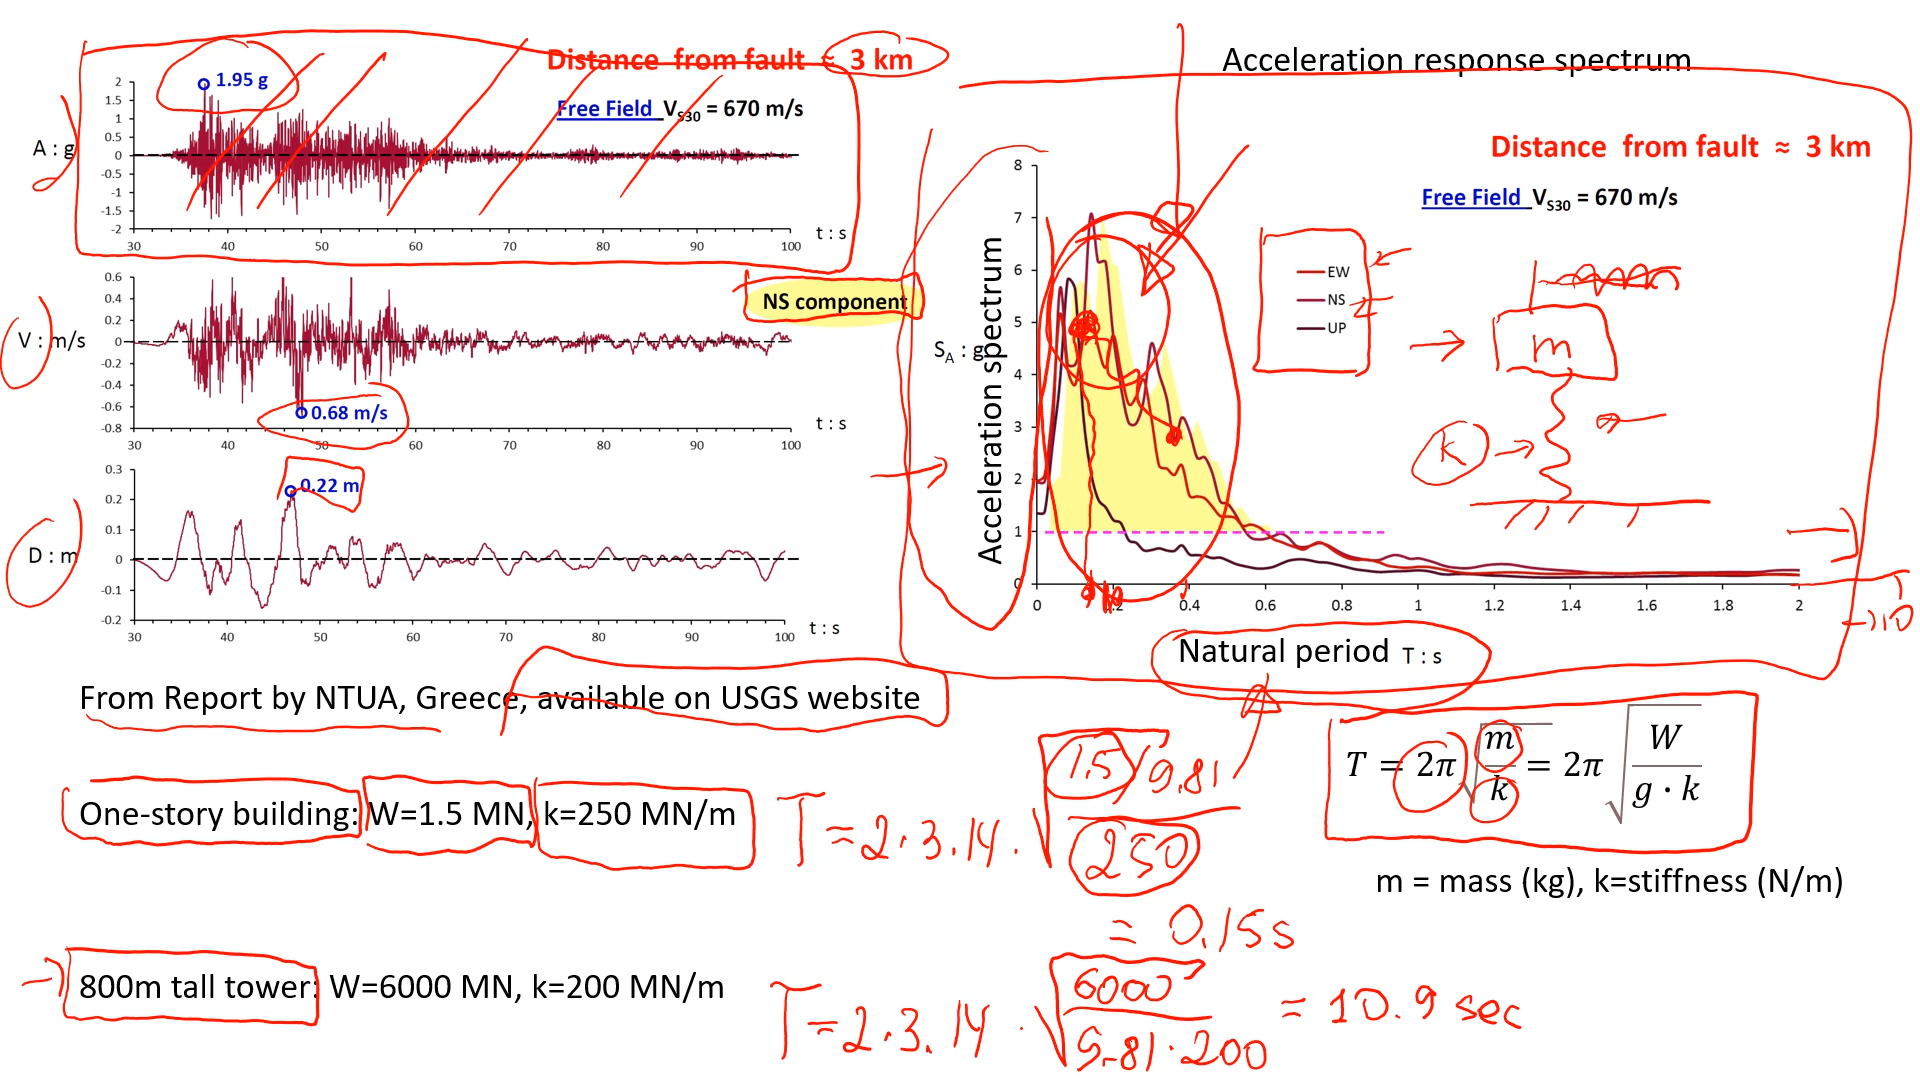 Distance from fault ≈ 3 km
Free Field V_S30 = 670 m/s
1.95 g
A : g
2
1.5
1
0.5
0
-0.5
-1
-1.5
-2
30 40 50 60 70 80 90 100
t : s
NS component
V : m/s
0.6
0.4
0.2
0
-0.2
-0.4
-0.6
-0.8
0.68 m/s
30 40 50 60 70 80 90 100
t : s
D : m
0.3
0.2
0.1
0
-0.1
-0.2
0.22 m
30 40 50 60 70 80 90 100
t : s
Acceleration response spectrum
Distance from fault ≈ 3 km
Free Field V_S30 = 670 m/s
Acceleration spectrum
S_A : g
8
7
6
5
4
3
2
1
0
0 0.2 0.4 0.6 0.8 1 1.2 1.4 1.6 1.8 2
→10
EW
NS
UP
m
k
Natural period T : s
From Report by NTUA, Greece, available on USGS website
T = 2π √(m/k) = 2π √(W/(g · k))
m = mass (kg), k=stiffness (N/m)
One-story building: W=1.5 MN, k=250 MN/m
T = 2.3.14 . √(1.5/9.81 / 250)
= 0.15 s
800m tall tower: W=6000 MN, k=200 MN/m
T = 2.3.14 . √(6000 / 9.81.200) = 10.9 sec